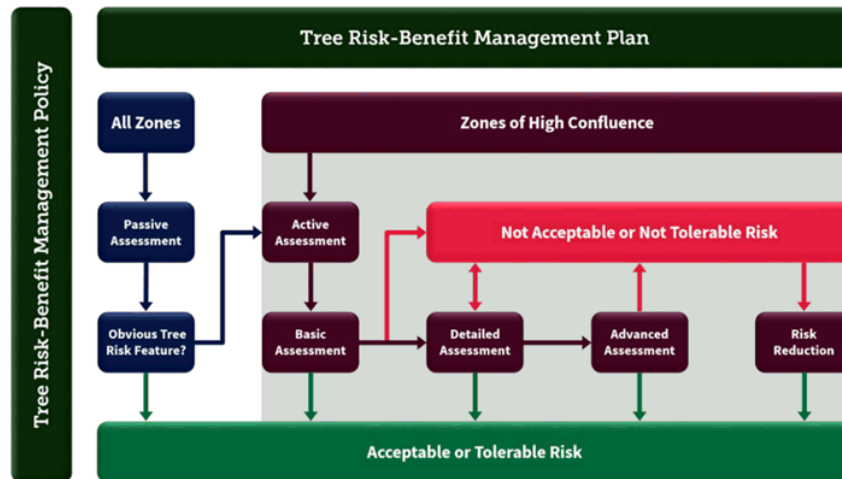 Tree Risk-Benefit Management Policy
Tree Risk-Benefit Management Plan
All Zones
Zones of High Confluence
Passive
Assessment
Active
Assessment
Not Acceptable or Not Tolerable Risk
Obvious Tree
Risk Feature?
Basic
Assessment
Detailed
Assessment
Advanced
Assessment
Risk
Reduction
Acceptable or Tolerable Risk